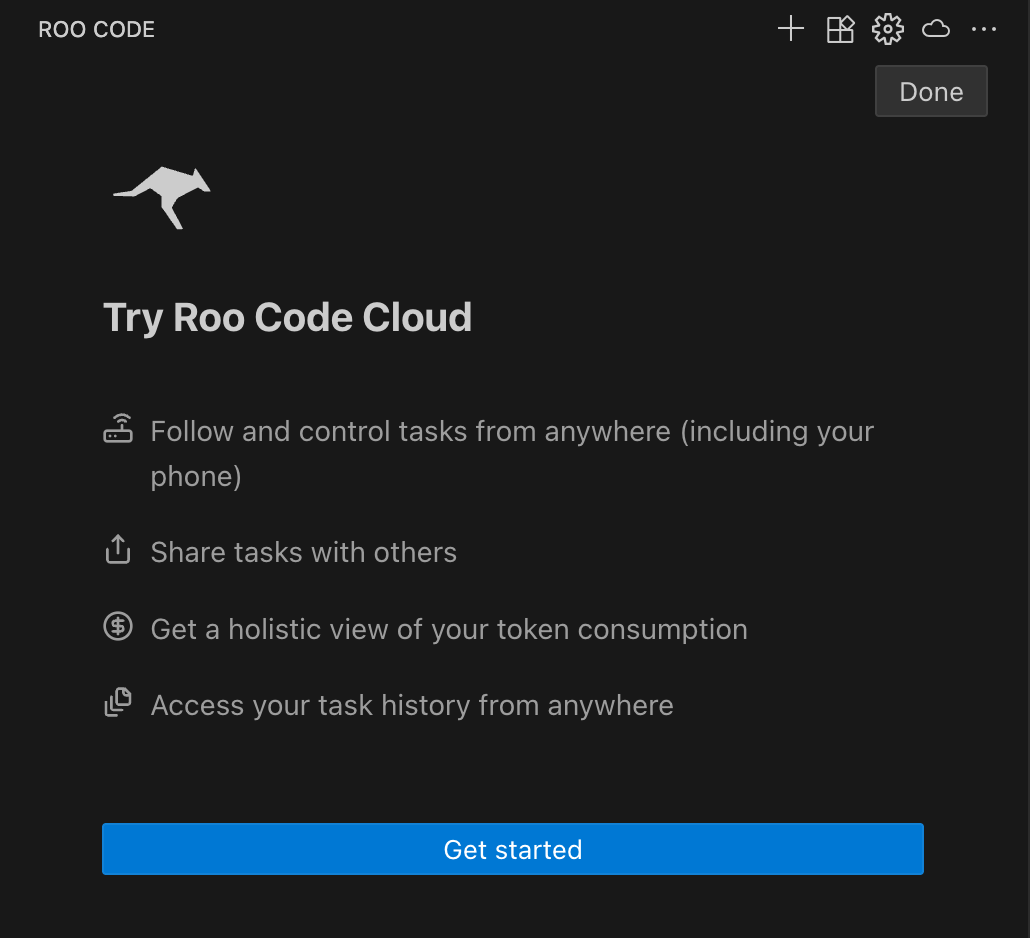 ROO CODE
Done
Try Roo Code Cloud
Follow and control tasks from anywhere (including your
phone)
Share tasks with others
Get a holistic view of your token consumption
Access your task history from anywhere
Get started